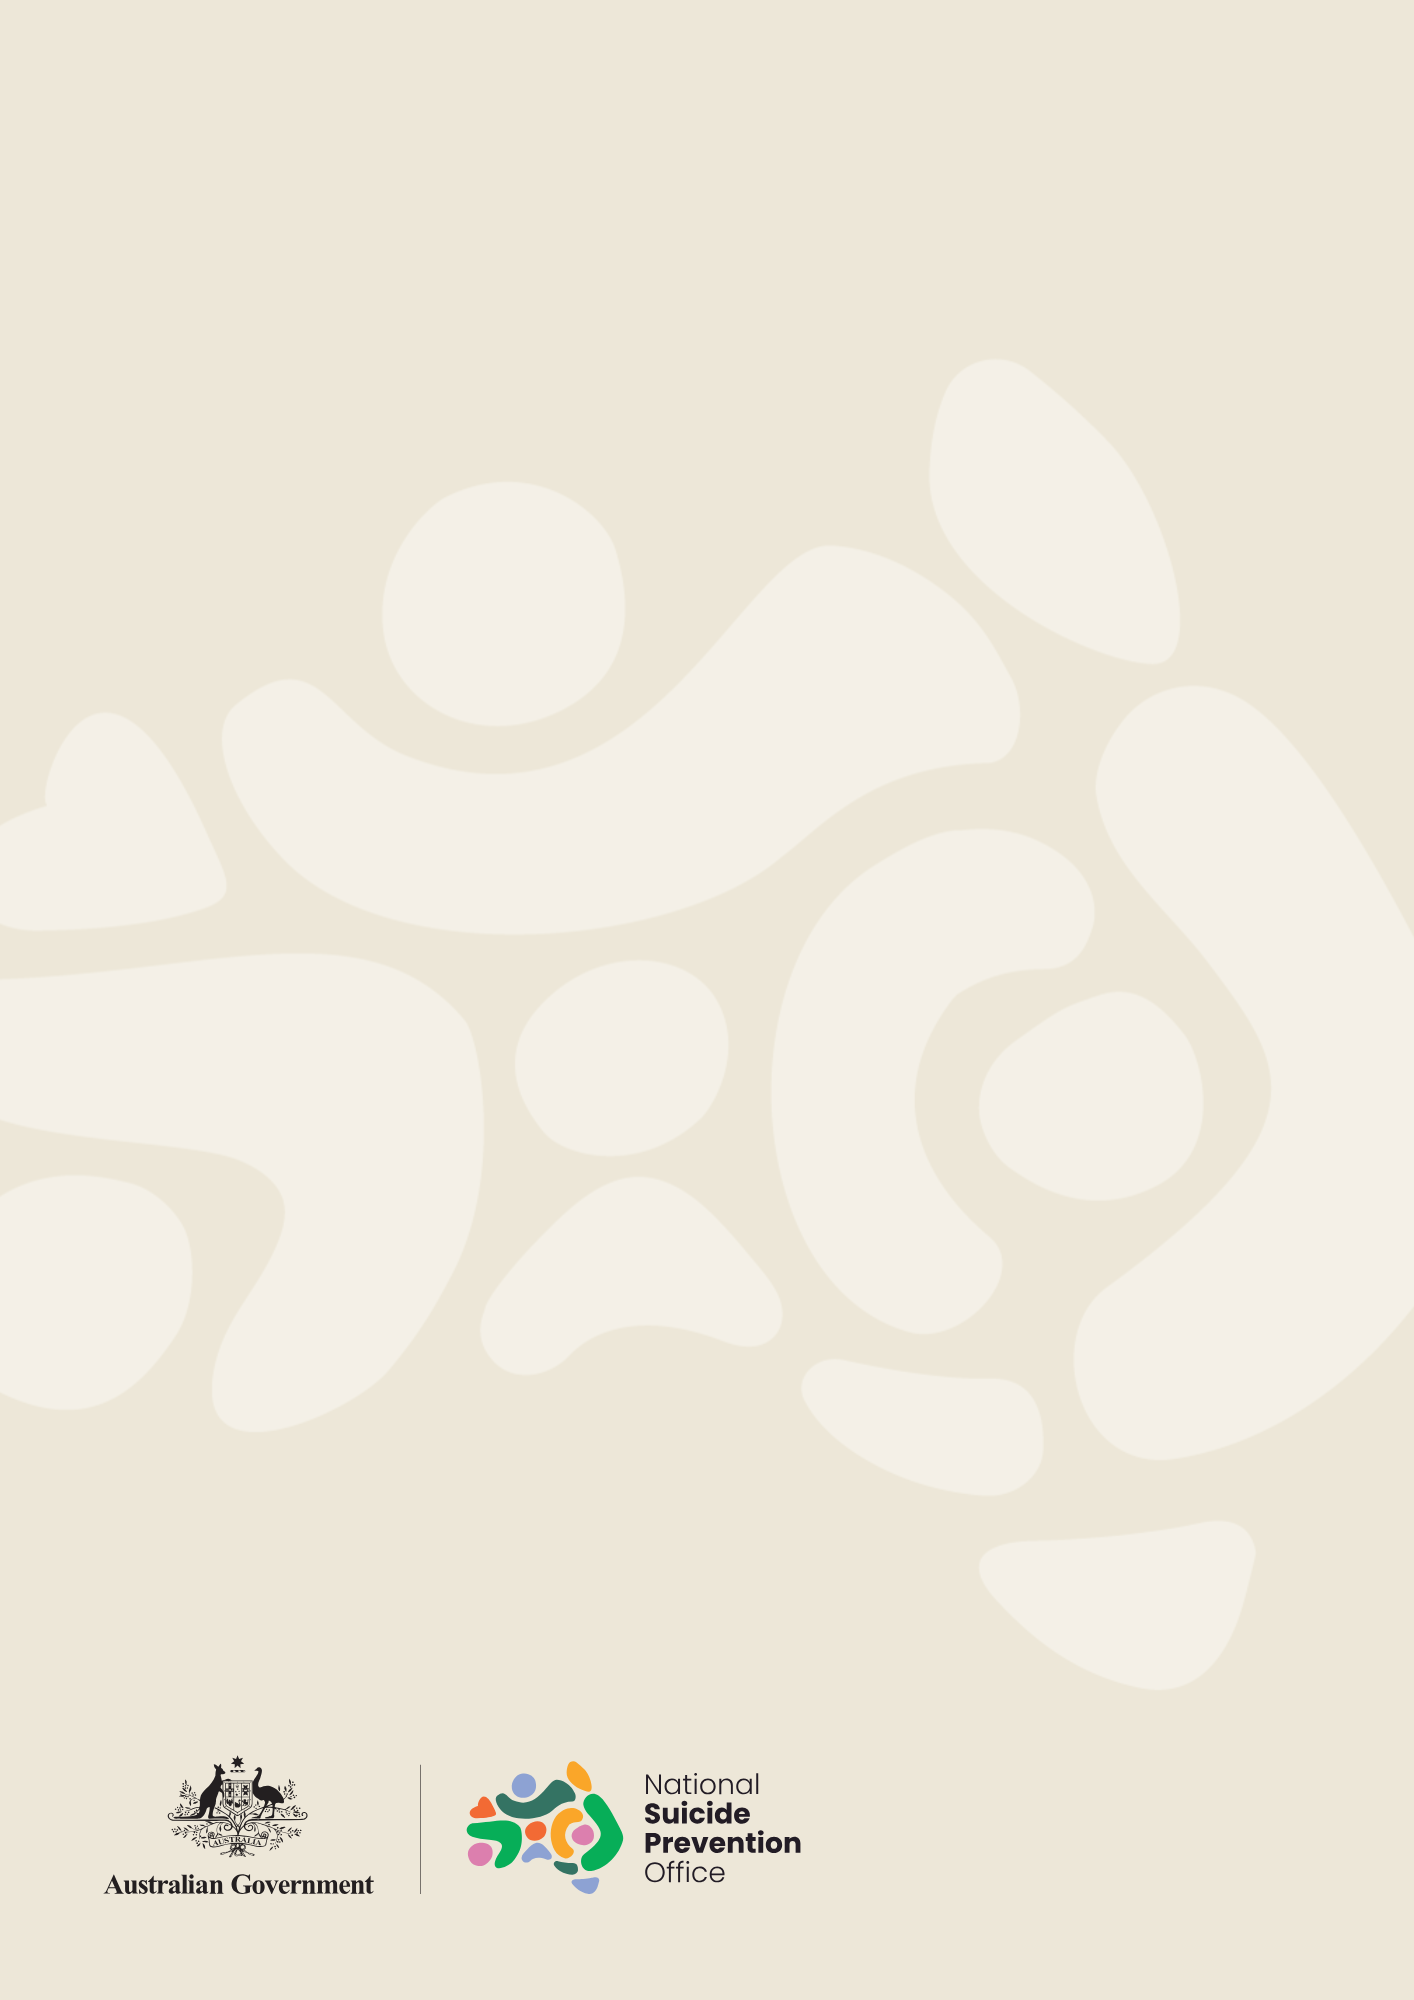 AUSTRALIA
Australian Government
National
Suicide
Prevention
Office